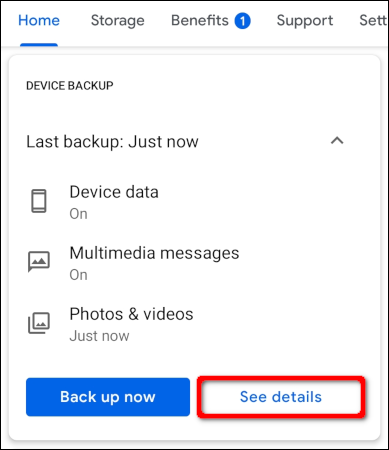 Home Storage Benefits 1 Support Sett
DEVICE BACKUP
Last backup: Just now
Device data
On
Multimedia messages
On
Photos & videos
Just now
Back up now See details